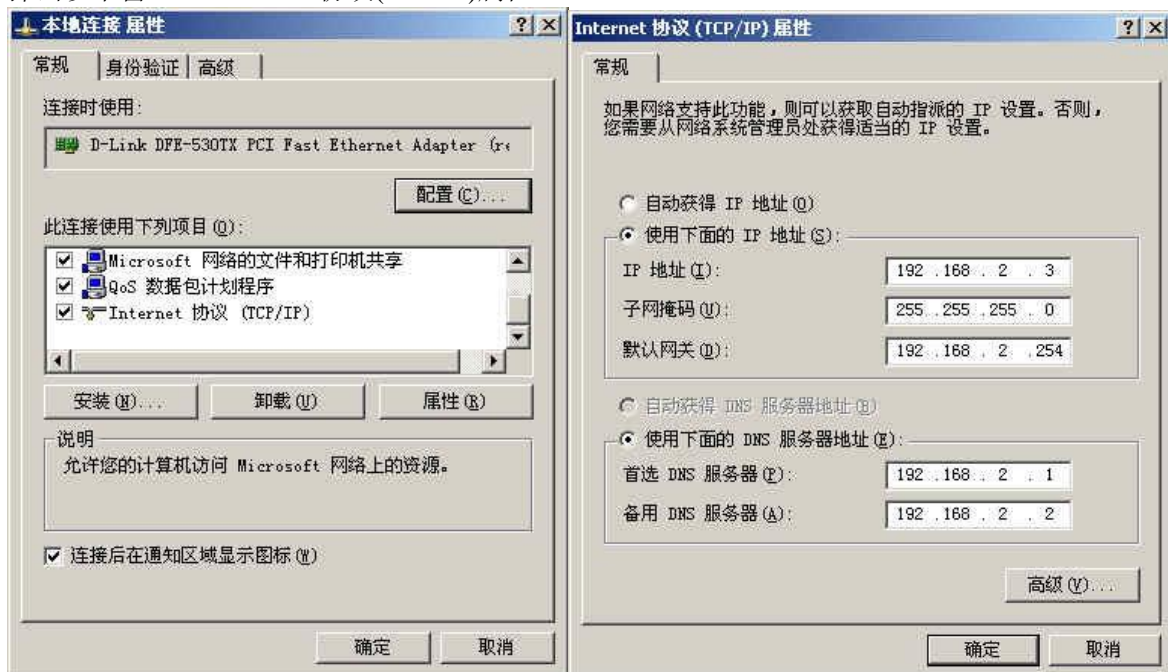 本地连接 属性
常规 身份验证 高级
连接时使用:
D-Link DFE-530TX PCI Fast Ethernet Adapter (r
配置(C)...
此连接使用下列项目(O):
Microsoft 网络的文件和打印机共享
QoS 数据包计划程序
Internet 协议 (TCP/IP)
安装(N)... 卸载(U) 属性(R)
说明
允许您的计算机访问 Microsoft 网络上的资源。
连接后在通知区域显示图标(W)
确定 取消
Internet 协议 (TCP/IP) 属性
常规
如果网络支持此功能，则可以获取自动指派的 IP 设置。否则，
您需要从网络系统管理员处获得适当的 IP 设置。
自动获得 IP 地址(O)
使用下面的 IP 地址(S):
IP 地址(I): 192 .168 . 2 . 3
子网掩码(U): 255 .255 .255 . 0
默认网关(D): 192 .168 . 2 .254
自动获得 DNS 服务器地址(B)
使用下面的 DNS 服务器地址(E):
首选 DNS 服务器(P): 192 .168 . 2 . 1
备用 DNS 服务器(A): 192 .168 . 2 . 2
高级(V)...
确定 取消